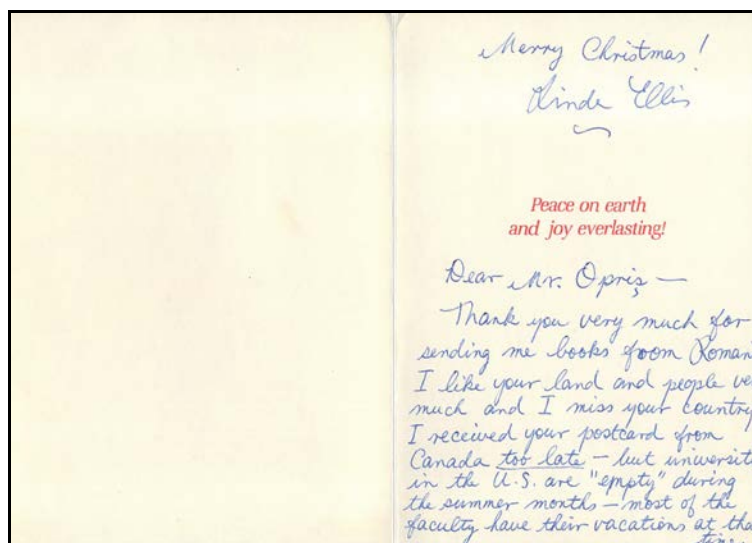 Merry Christmas!
Linda Ellis
Peace on earth
and joy everlasting!
Dear Mr. Opriş —
Thank you very much for
sending me books from Roman
I like your land and people ve
much and I miss your country
I received your postcard from
Canada too late — but universit
in the U.S. are "empty" during
the summer months — most of the
faculty have their vacations at tha
time.